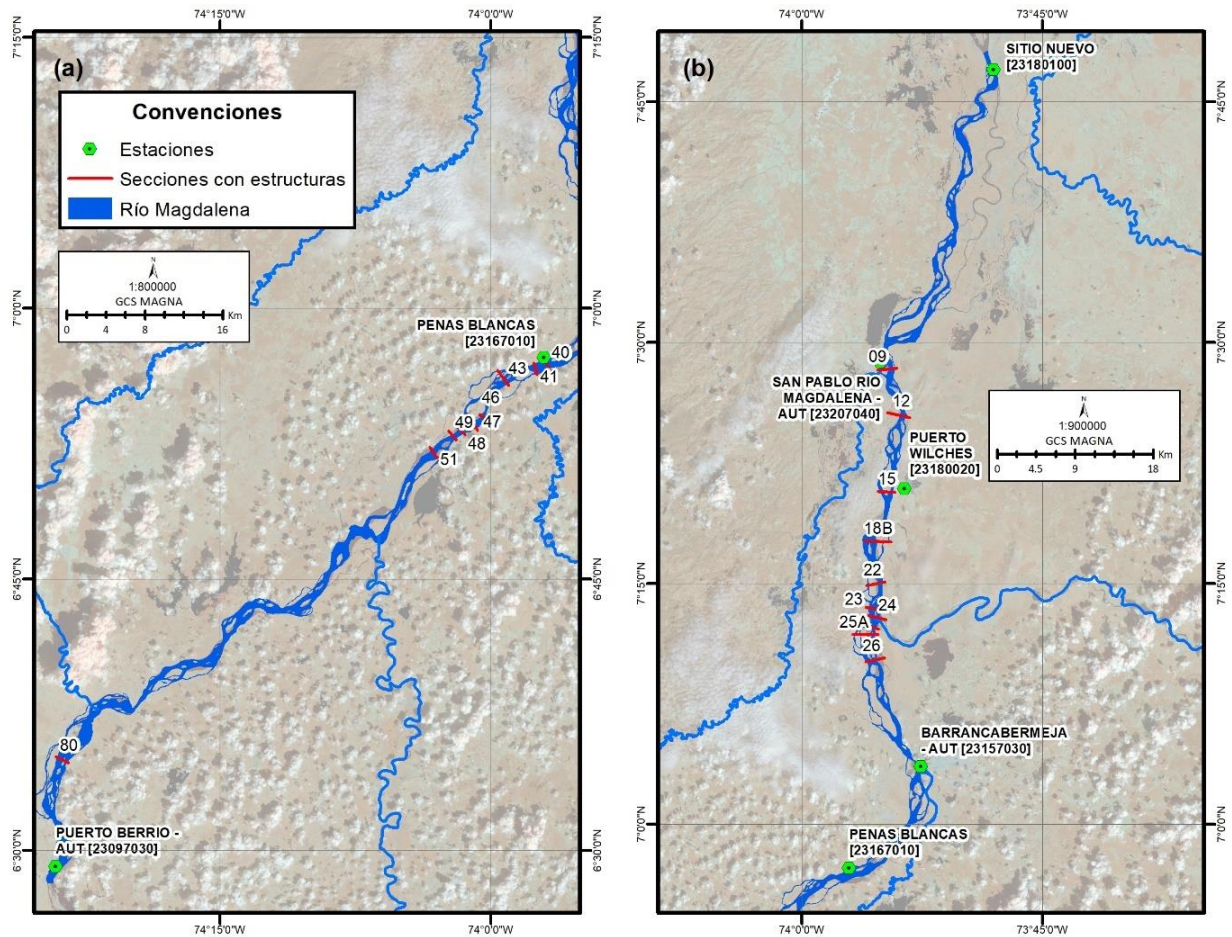 74°15'0"W
74°0'0"W
7°15'0"N
7°15'0"N
(a)
Convenciones
Estaciones
Secciones con estructuras
Río Magdalena
N
1:800000
GCS MAGNA
0 4 8 16 Km
7°0'0"N
7°0'0"N
PENAS BLANCAS
[23167010]
40
41
43
46
47
49
48
51
6°45'0"N
6°45'0"N
80
PUERTO BERRIO -
AUT [23097030]
6°30'0"N
6°30'0"N
74°15'0"W
74°0'0"W
74°0'0"W
73°45'0"W
(b)
SITIO NUEVO
[23180100]
7°45'0"N
7°45'0"N
7°30'0"N
7°30'0"N
09
SAN PABLO RIO
MAGDALENA -
AUT [23207040]
12
N
1:900000
GCS MAGNA
0 4.5 9 18 Km
PUERTO
WILCHES
[23180020]
15
18B
22
7°15'0"N
7°15'0"N
23
24
25A
26
BARRANCABERMEJA
-AUT [23157030]
7°0'0"N
7°0'0"N
PENAS BLANCAS
[23167010]
74°0'0"W
73°45'0"W